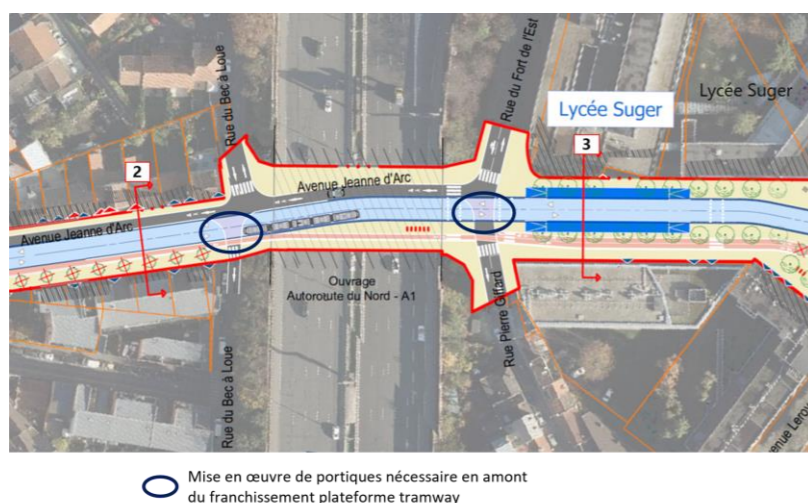 Rue du Bec à Loue
Rue du Fort de l'Est
Lycée Suger
Lycée Suger
2
3
Avenue Jeanne d'Arc
Avenue Jeanne d'Arc
Ouvrage
Autoroute du Nord - A1
Rue du Bec à Loue
Rue Pierre Giffard
Avenue Leroy
Mise en œuvre de portiques nécessaire en amont
du franchissement plateforme tramway